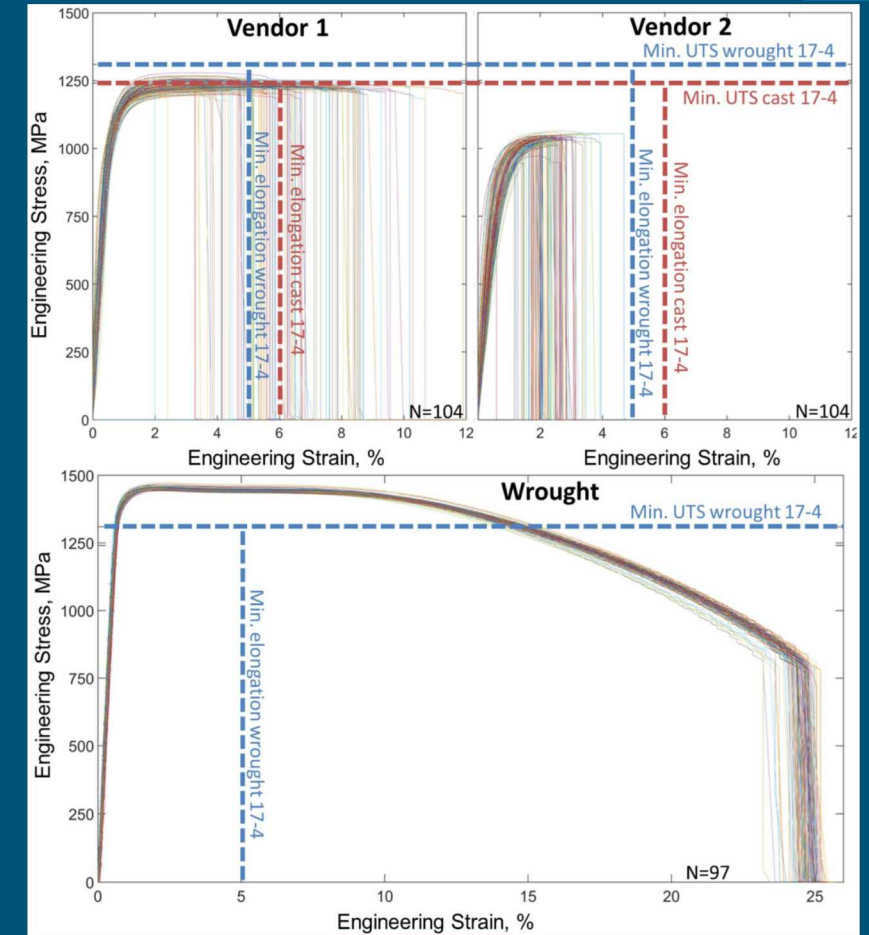 Vendor 1
Vendor 2
Min. UTS wrought 17-4
Min. UTS cast 17-4
Engineering Stress, MPa
1500
1250
1000
750
500
250
0
Min. elongation wrought 17-4
Min. elongation cast 17-4
N=104
0 2 4 6 8 10 12
Engineering Strain, %
Min. elongation wrought 17-4
Min. elongation cast 17-4
N=104
2 4 6 8 10 12
Engineering Strain, %
Wrought
Min. UTS wrought 17-4
Engineering Stress, MPa
1500
1250
1000
750
500
250
0
Min. elongation wrought 17-4
N=97
0 5 10 15 20 25
Engineering Strain, %